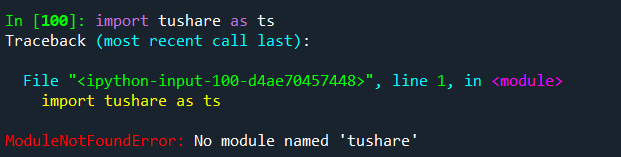 In [100]: import tushare as ts
Traceback (most recent call last):
File "<ipython-input-100-d4ae70457448>", line 1, in <module>
import tushare as ts
ModuleNotFoundError: No module named 'tushare'